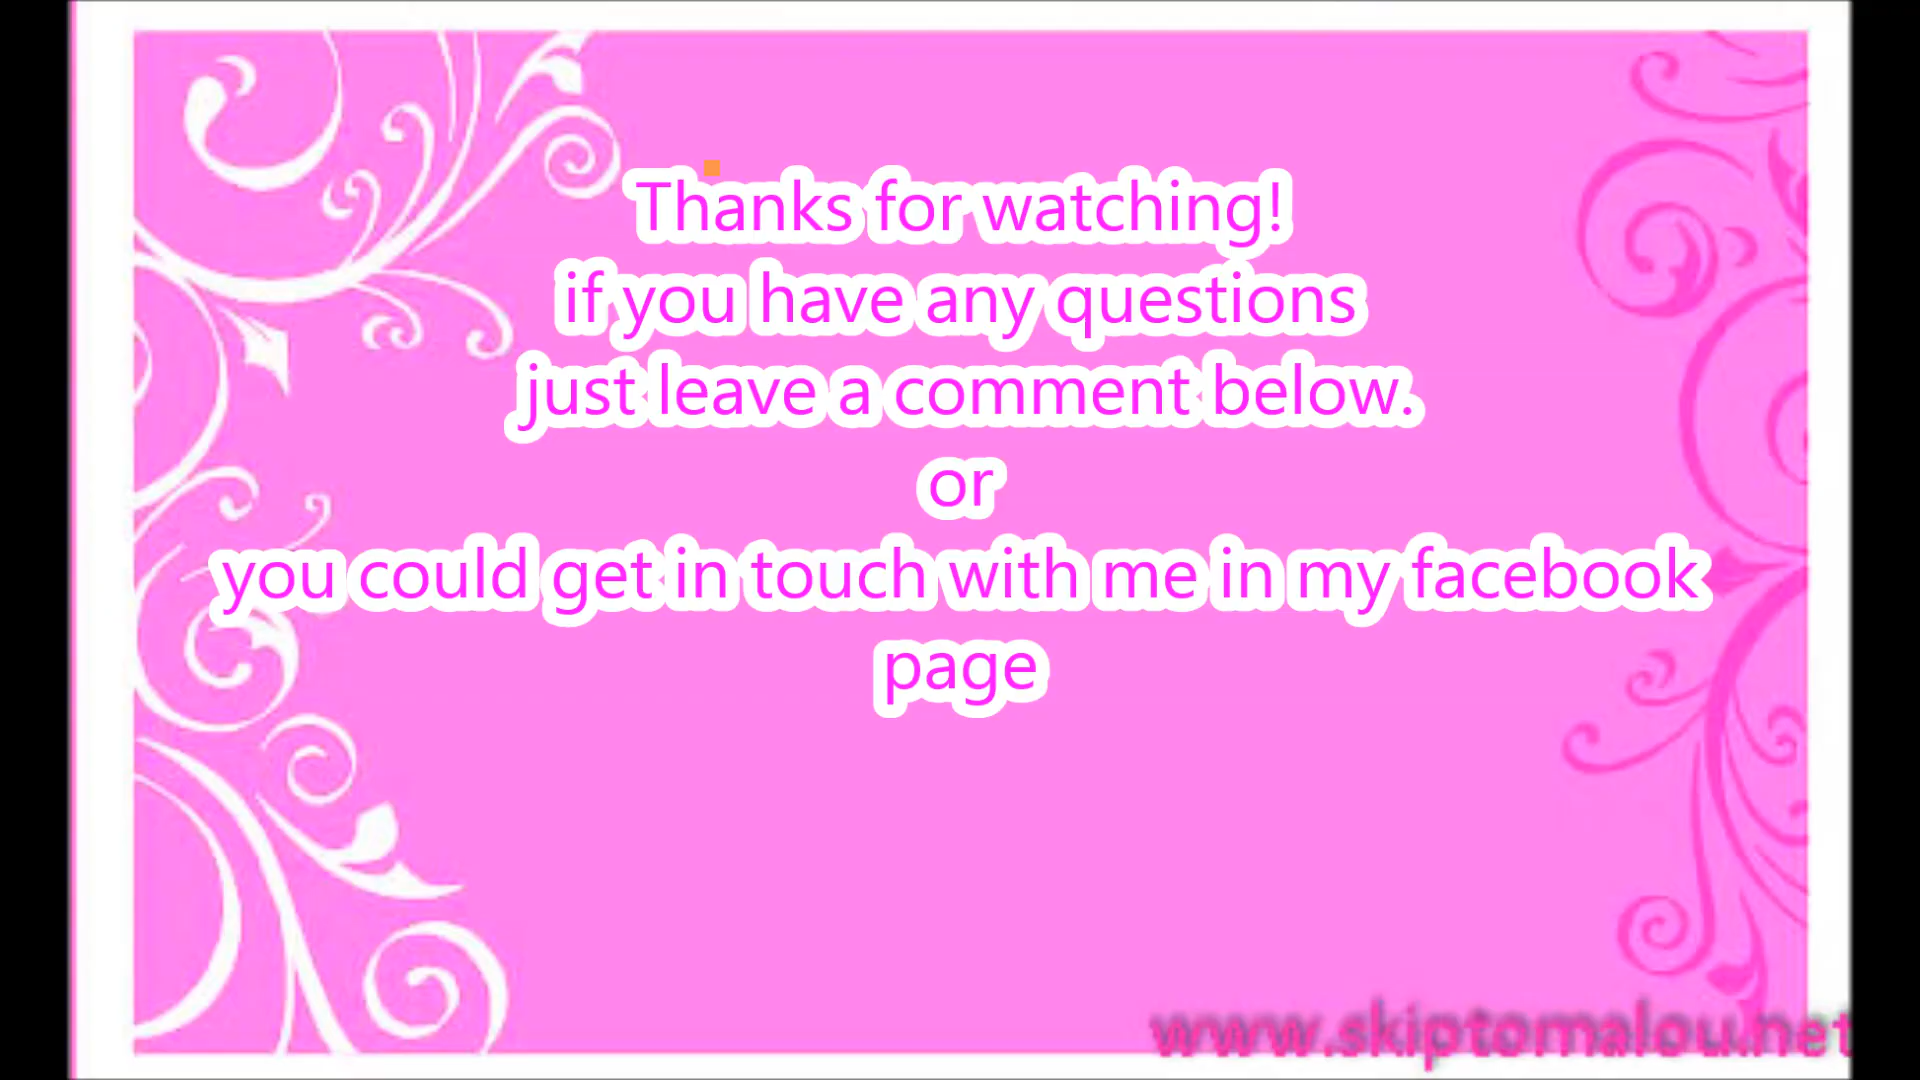 Thanks for watching!
if you have any questions
just leave a comment below.
or
you could get in touch with me in my facebook
page
www.skiptomalou.net